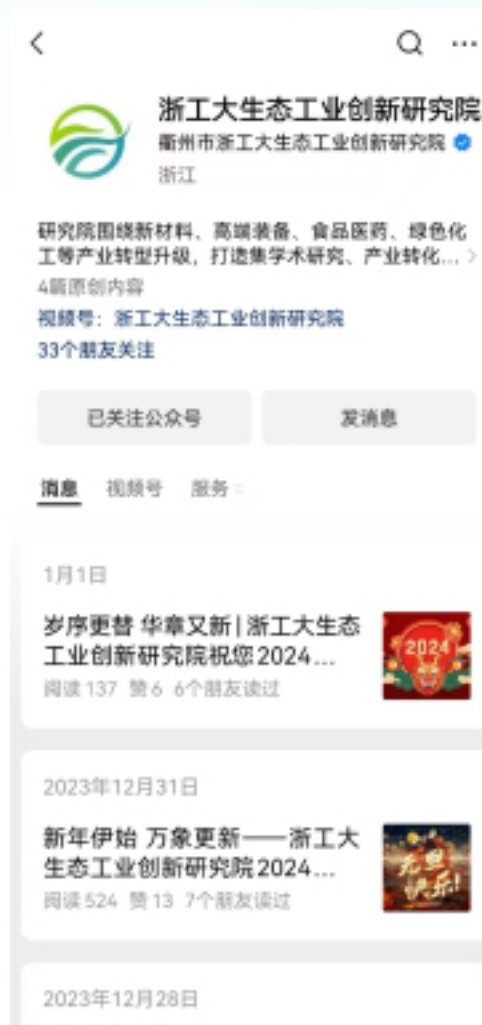 浙工大生态工业创新研究院
衢州市浙工大生态工业创新研究院
浙江
研究院围绕新材料、高端装备、食品医药、绿色化
工等产业转型升级，打造集学术研究、产业转化...
4篇原创内容
视频号：浙工大生态工业创新研究院
33个朋友关注
已关注公众号 发消息
消息 视频号 服务
1月1日
岁序更替 华章又新|浙工大生态
工业创新研究院祝您2024...
2024
阅读137 赞6 6个朋友读过
2023年12月31日
新年伊始 万象更新——浙工大
生态工业创新研究院2024...
元旦
快乐!
阅读524 赞13 7个朋友读过
2023年12月28日